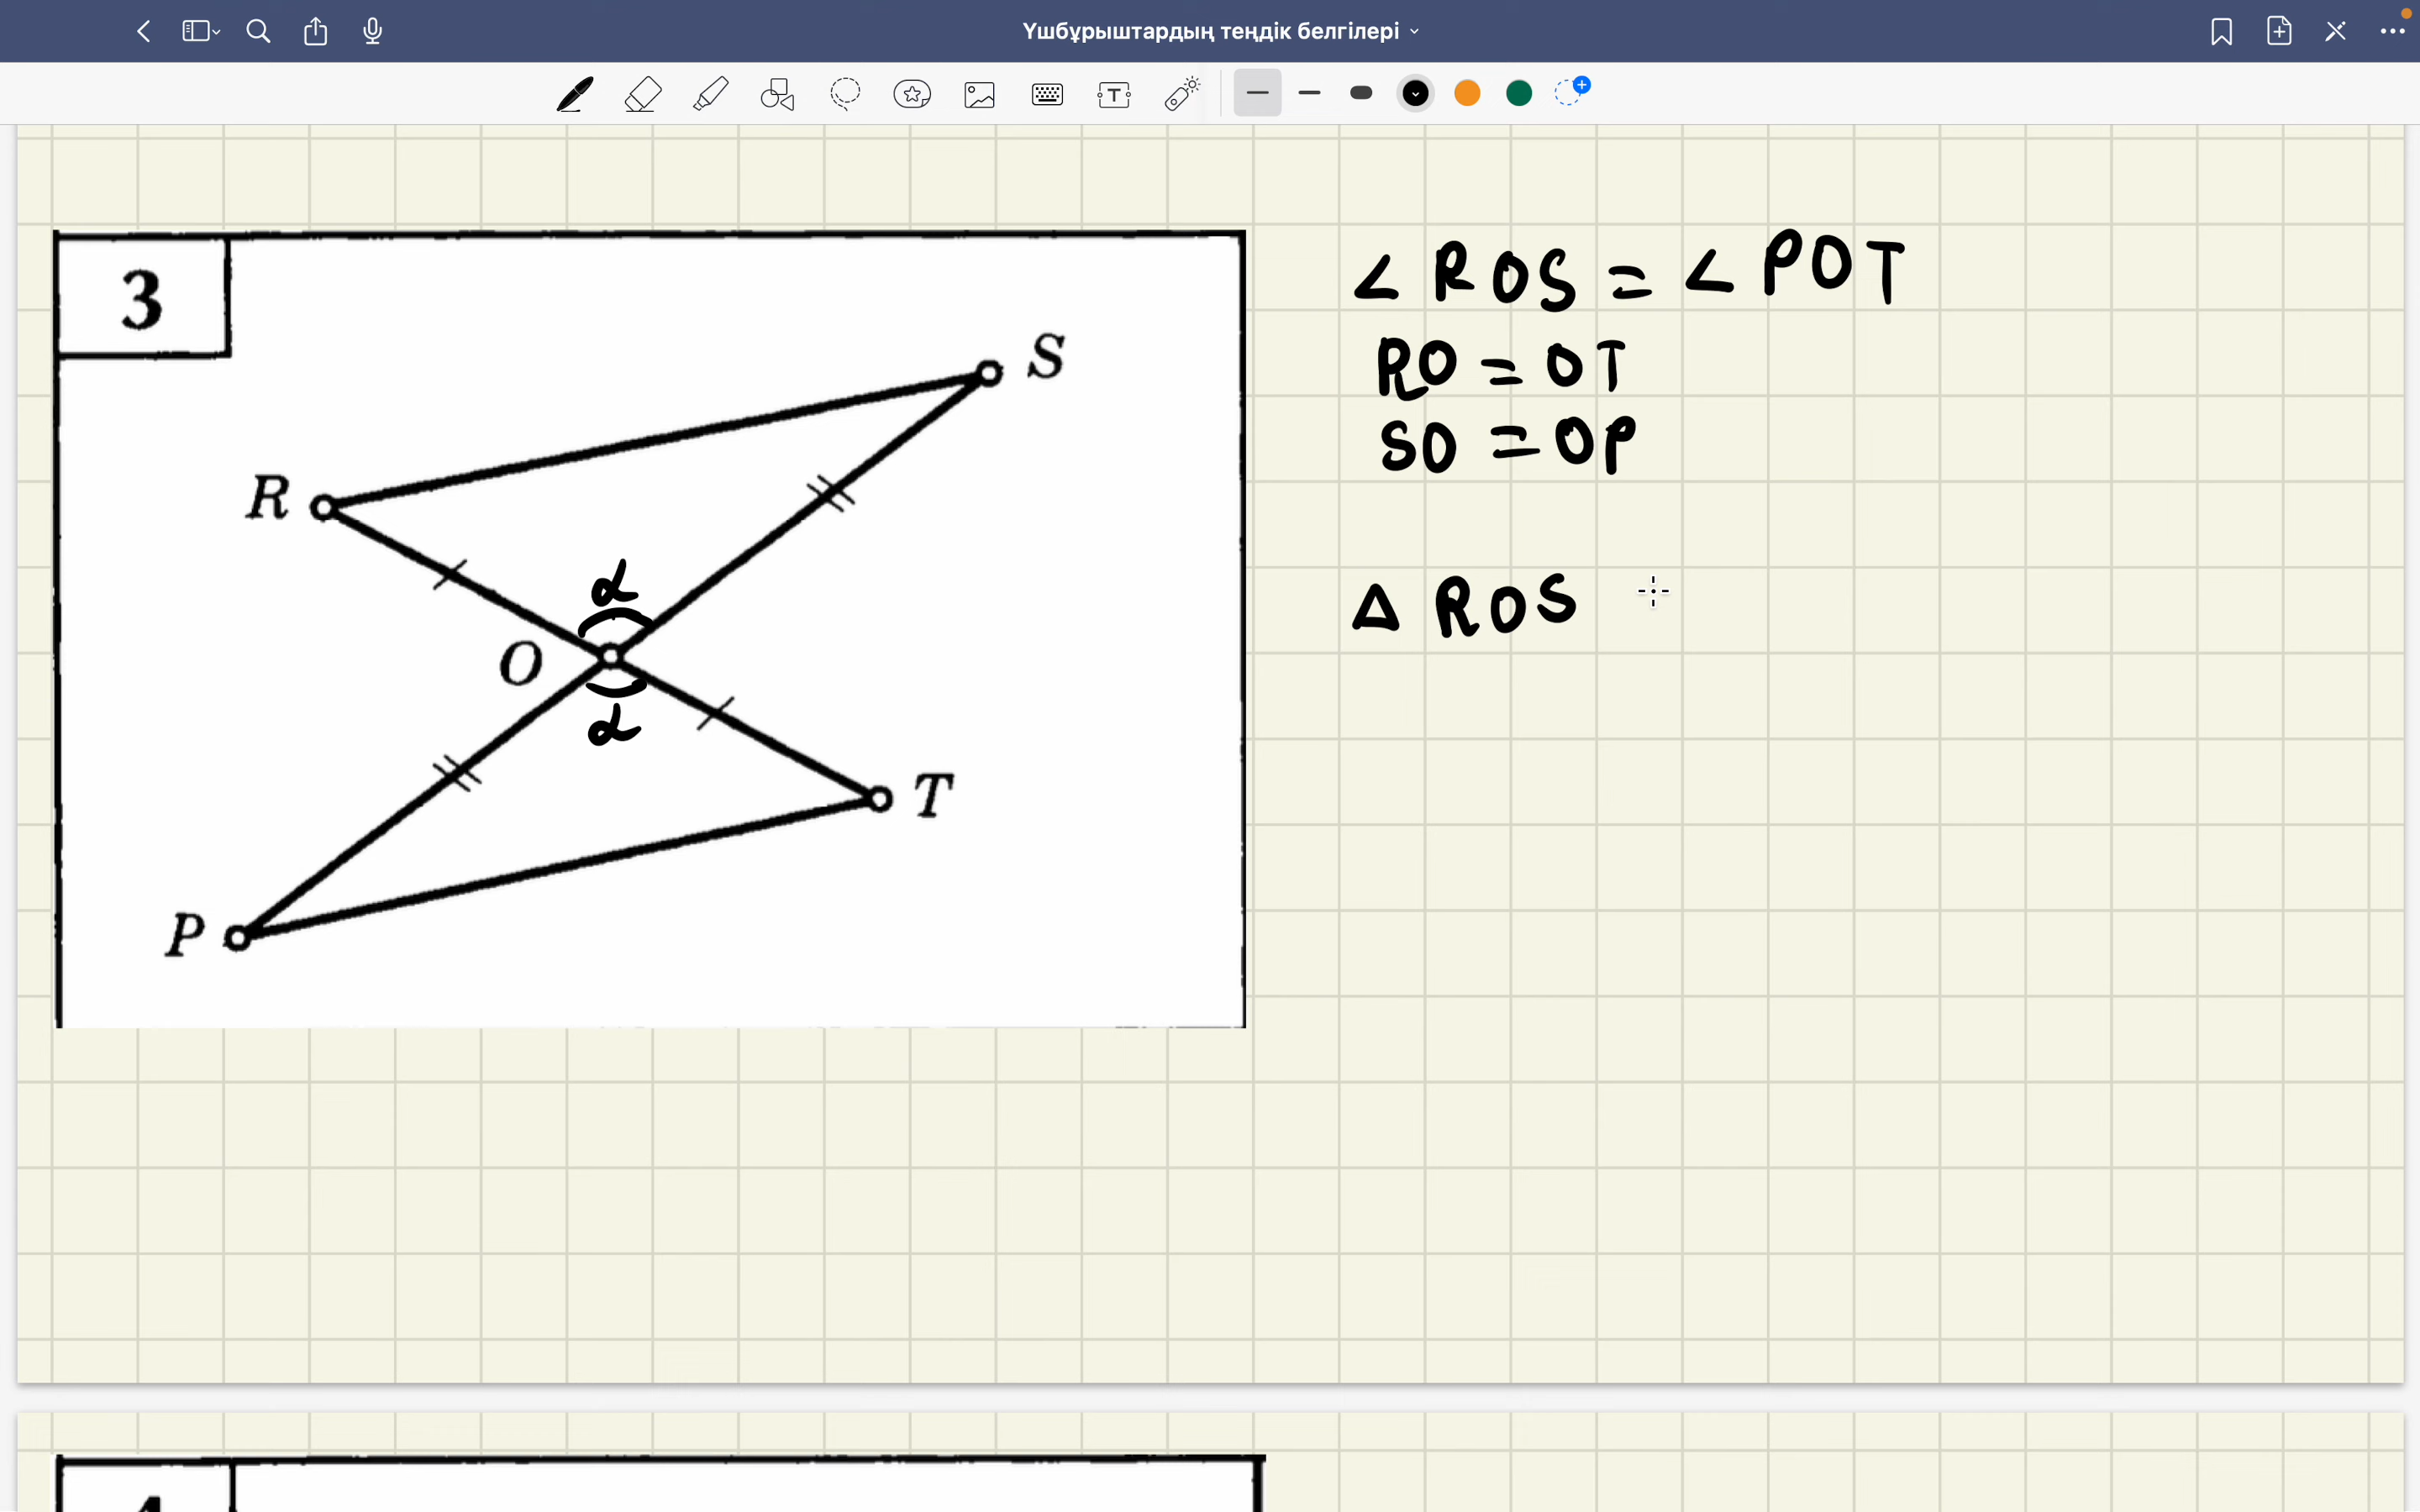 Үшбұрыштардың теңдік белгілері
3
S
R
α
O
α
T
P
∠ ROS = ∠ POT
RO = OT
SO = OP
Δ ROS